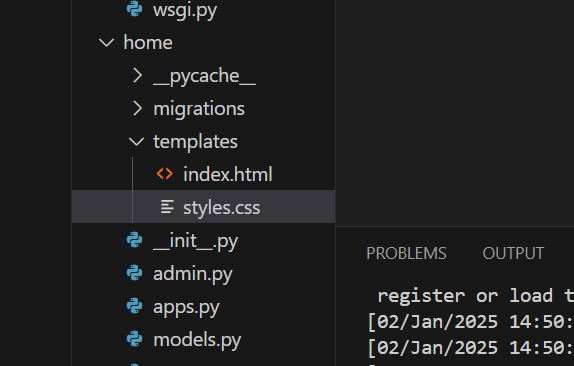 wsgi.py
home
__pycache__
migrations
templates
index.html
styles.css
__init__.py
admin.py
apps.py
models.py
PROBLEMS OUTPUT
register or load t
[02/Jan/2025 14:50:
[02/Jan/2025 14:50: